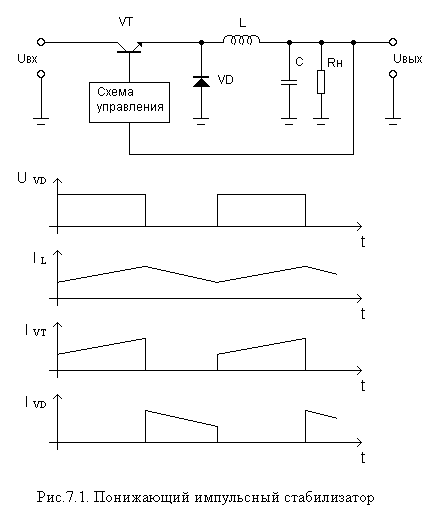 VT
L
Uвх
Uвых
VD
C
Rн
Схема
управления
U VD
t
I L
t
I VT
t
I VD
t
Рис.7.1. Понижающий импульсный стабилизатор